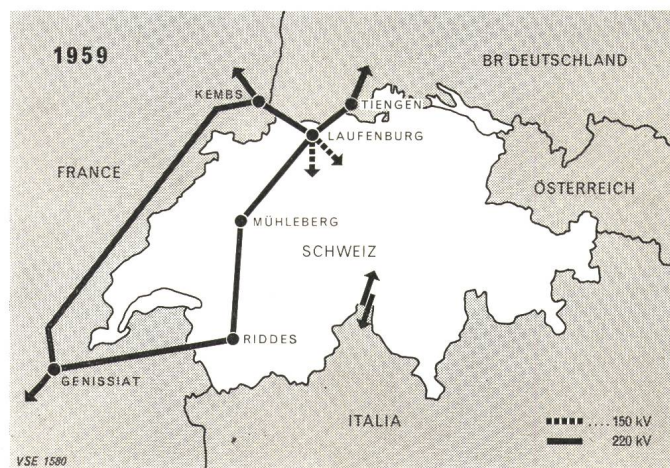 1959
BR DEUTSCHLAND
KEMBS
TIENGEN
LAUFENBURG
FRANCE
ÖSTERREICH
MÜHLEBERG
SCHWEIZ
RIDDES
GENISSIAT
ITALIA
.... 150 kV
220 kV
VSE 1580